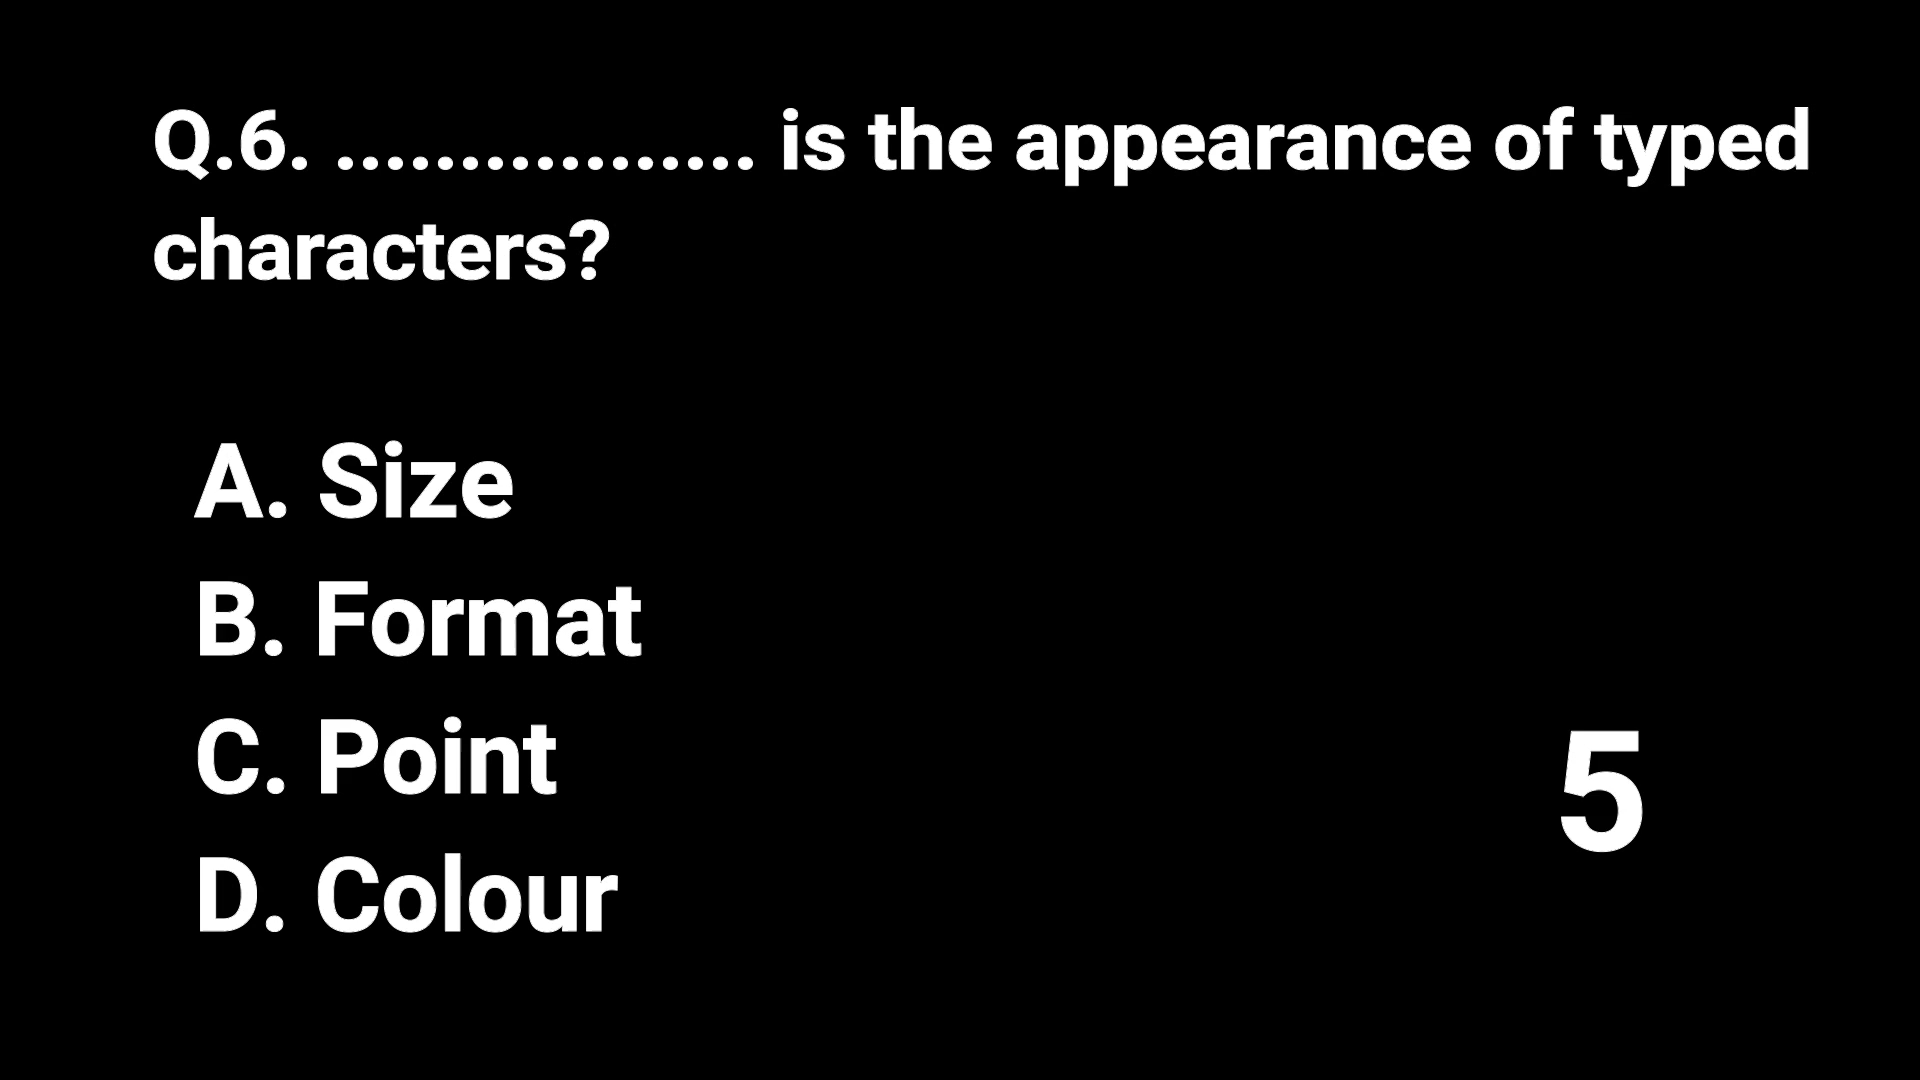 Q.6. ................. is the appearance of typed
characters?
A. Size
B. Format
C. Point
5
D. Colour